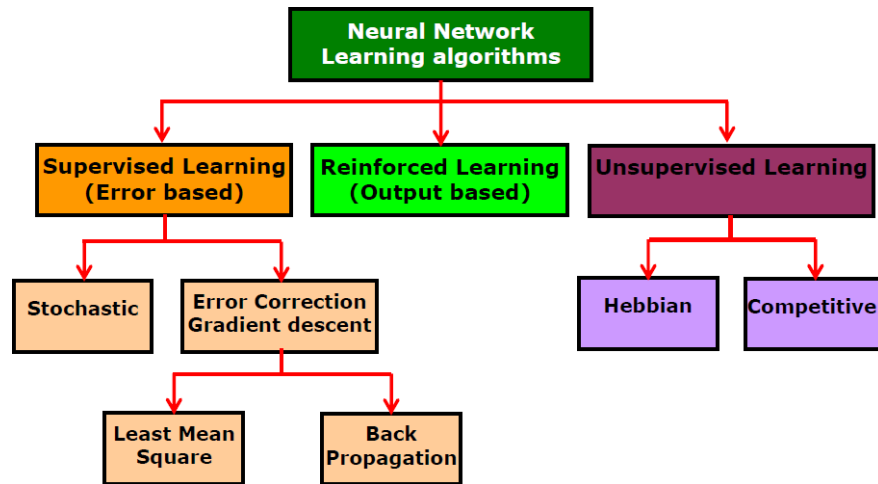 Neural Network
Learning algorithms
Supervised Learning
(Error based)
Reinforced Learning
(Output based)
Unsupervised Learning
Stochastic
Error Correction
Gradient descent
Hebbian
Competitive
Least Mean
Square
Back
Propagation